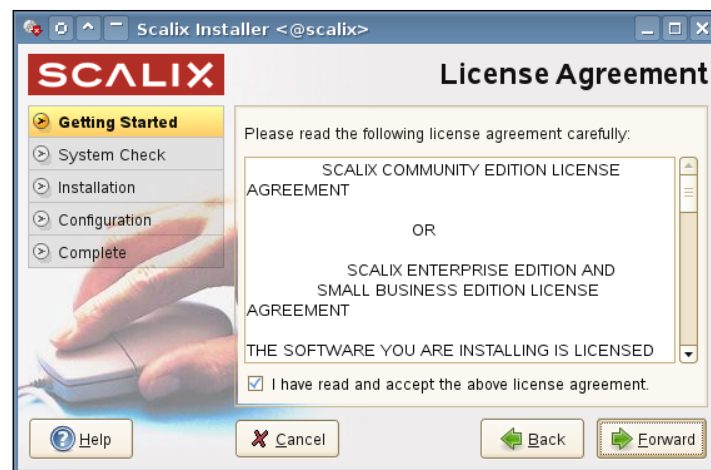 Scalix Installer <@scalix>
SCALIX
License Agreement
Getting Started
System Check
Installation
Configuration
Complete
Please read the following license agreement carefully:
SCALIX COMMUNITY EDITION LICENSE
AGREEMENT
OR
SCALIX ENTERPRISE EDITION AND
SMALL BUSINESS EDITION LICENSE
AGREEMENT
THE SOFTWARE YOU ARE INSTALLING IS LICENSED
I have read and accept the above license agreement.
Help
Cancel
Back
Forward